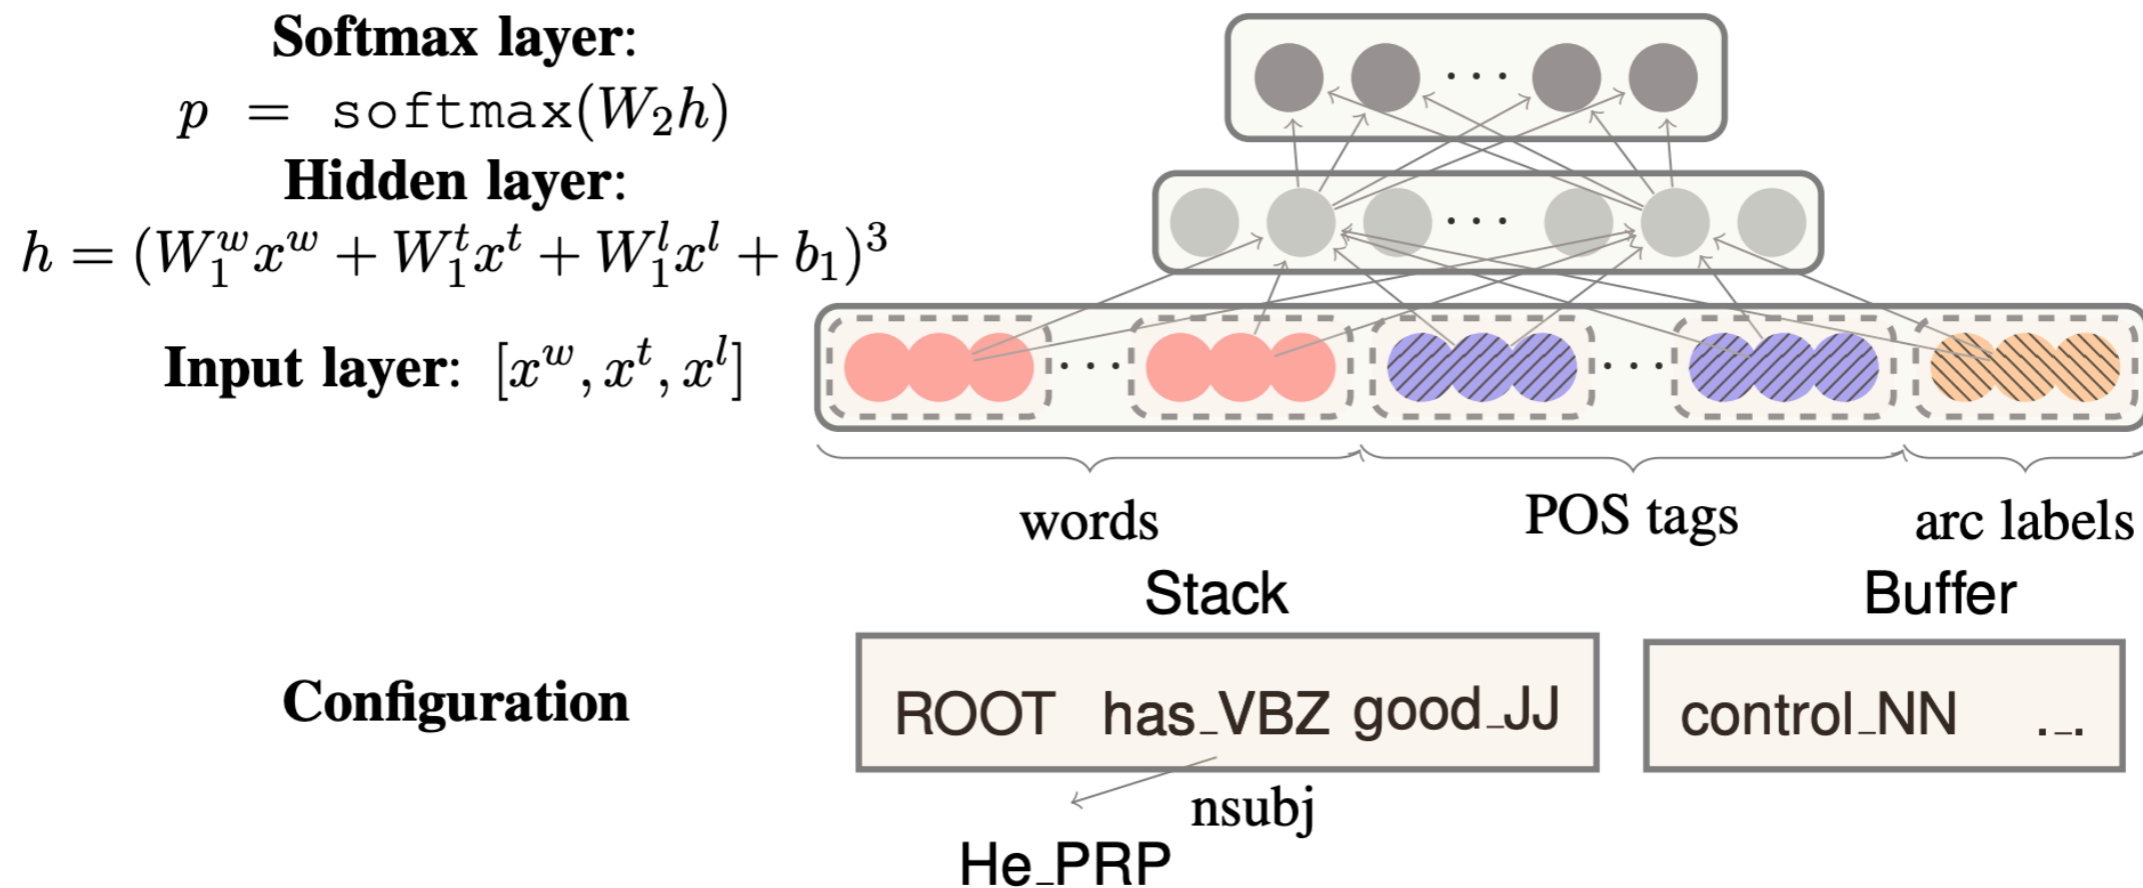 Softmax layer:
p = softmax(W₂h)
Hidden layer:
h = (W₁ʷxʷ + W₁ᵗxᵗ + W₁ˡxˡ + b₁)³
Input layer: [xʷ, xᵗ, xˡ]
· · ·
· · ·
· · ·
· · ·
words
POS tags
arc labels
Stack
Buffer
Configuration
ROOT has_VBZ good_JJ
control_NN ._.
nsubj
He_PRP